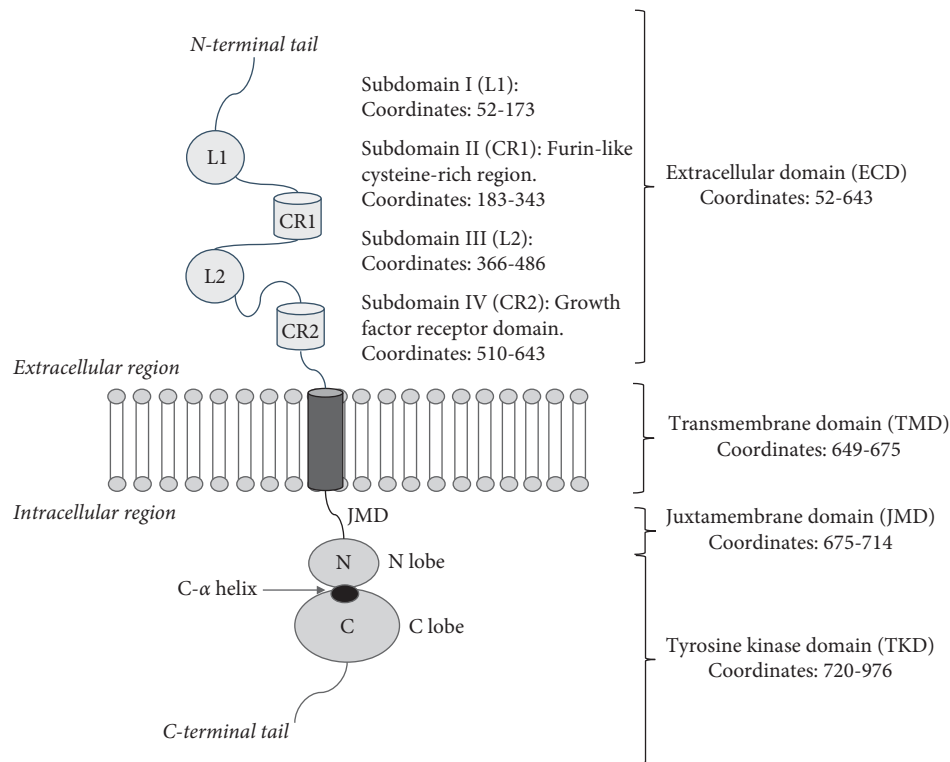 N-terminal tail
L1
CR1
L2
CR2
Subdomain I (L1):
Coordinates: 52-173
Subdomain II (CR1): Furin-like
cysteine-rich region.
Coordinates: 183-343
Subdomain III (L2):
Coordinates: 366-486
Subdomain IV (CR2): Growth
factor receptor domain.
Coordinates: 510-643
Extracellular domain (ECD)
Coordinates: 52-643
Extracellular region
Transmembrane domain (TMD)
Coordinates: 649-675
Intracellular region
JMD
Juxtamembrane domain (JMD)
Coordinates: 675-714
N
N lobe
C-α helix
C
C lobe
Tyrosine kinase domain (TKD)
Coordinates: 720-976
C-terminal tail